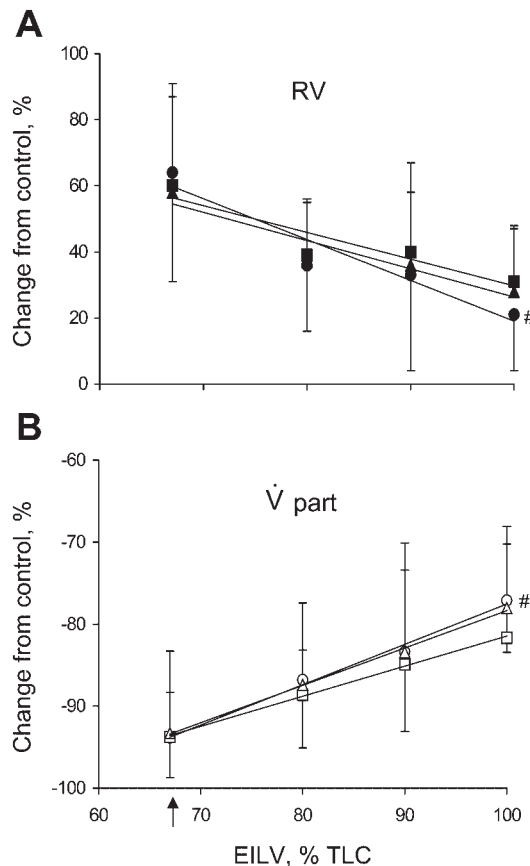 A
Change from control, %
100
80
60
40
20
0
RV
#
B
Change from control, %
-60
-70
-80
-90
-100
V̇ part
#
60 70 80 90 100
EILV, % TLC